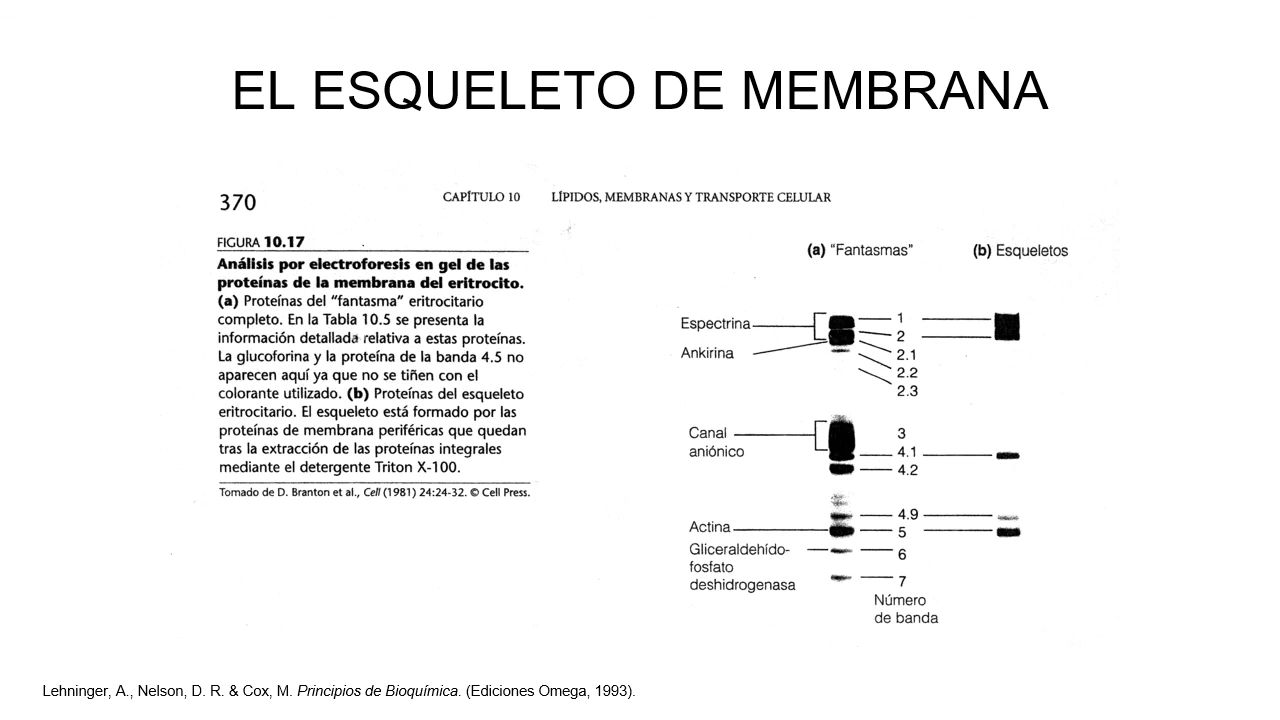 EL ESQUELETO DE MEMBRANA
370
CAPÍTULO 10 LÍPIDOS, MEMBRANAS Y TRANSPORTE CELULAR
FIGURA 10.17
Análisis por electroforesis en gel de las
proteínas de la membrana del eritrocito.
(a) Proteínas del "fantasma" eritrocitario
completo. En la Tabla 10.5 se presenta la
información detallada relativa a estas proteínas.
La glucoforina y la proteína de la banda 4.5 no
aparecen aquí ya que no se tiñen con el
colorante utilizado. (b) Proteínas del esqueleto
eritrocitario. El esqueleto está formado por las
proteínas de membrana periféricas que quedan
tras la extracción de las proteínas integrales
mediante el detergente Triton X-100.
Tomado de D. Branton et al., Cell (1981) 24:24-32. © Cell Press.
(a) "Fantasmas"
(b) Esqueletos
Espectrina
Ankirina
1
2
2.1
2.2
2.3
Canal
aniónico
3
4.1
4.2
Actina
Gliceraldehído-
fosfato
deshidrogenasa
4.9
5
6
7
Número
de banda
Lehninger, A., Nelson, D. R. & Cox, M. Principios de Bioquímica. (Ediciones Omega, 1993).